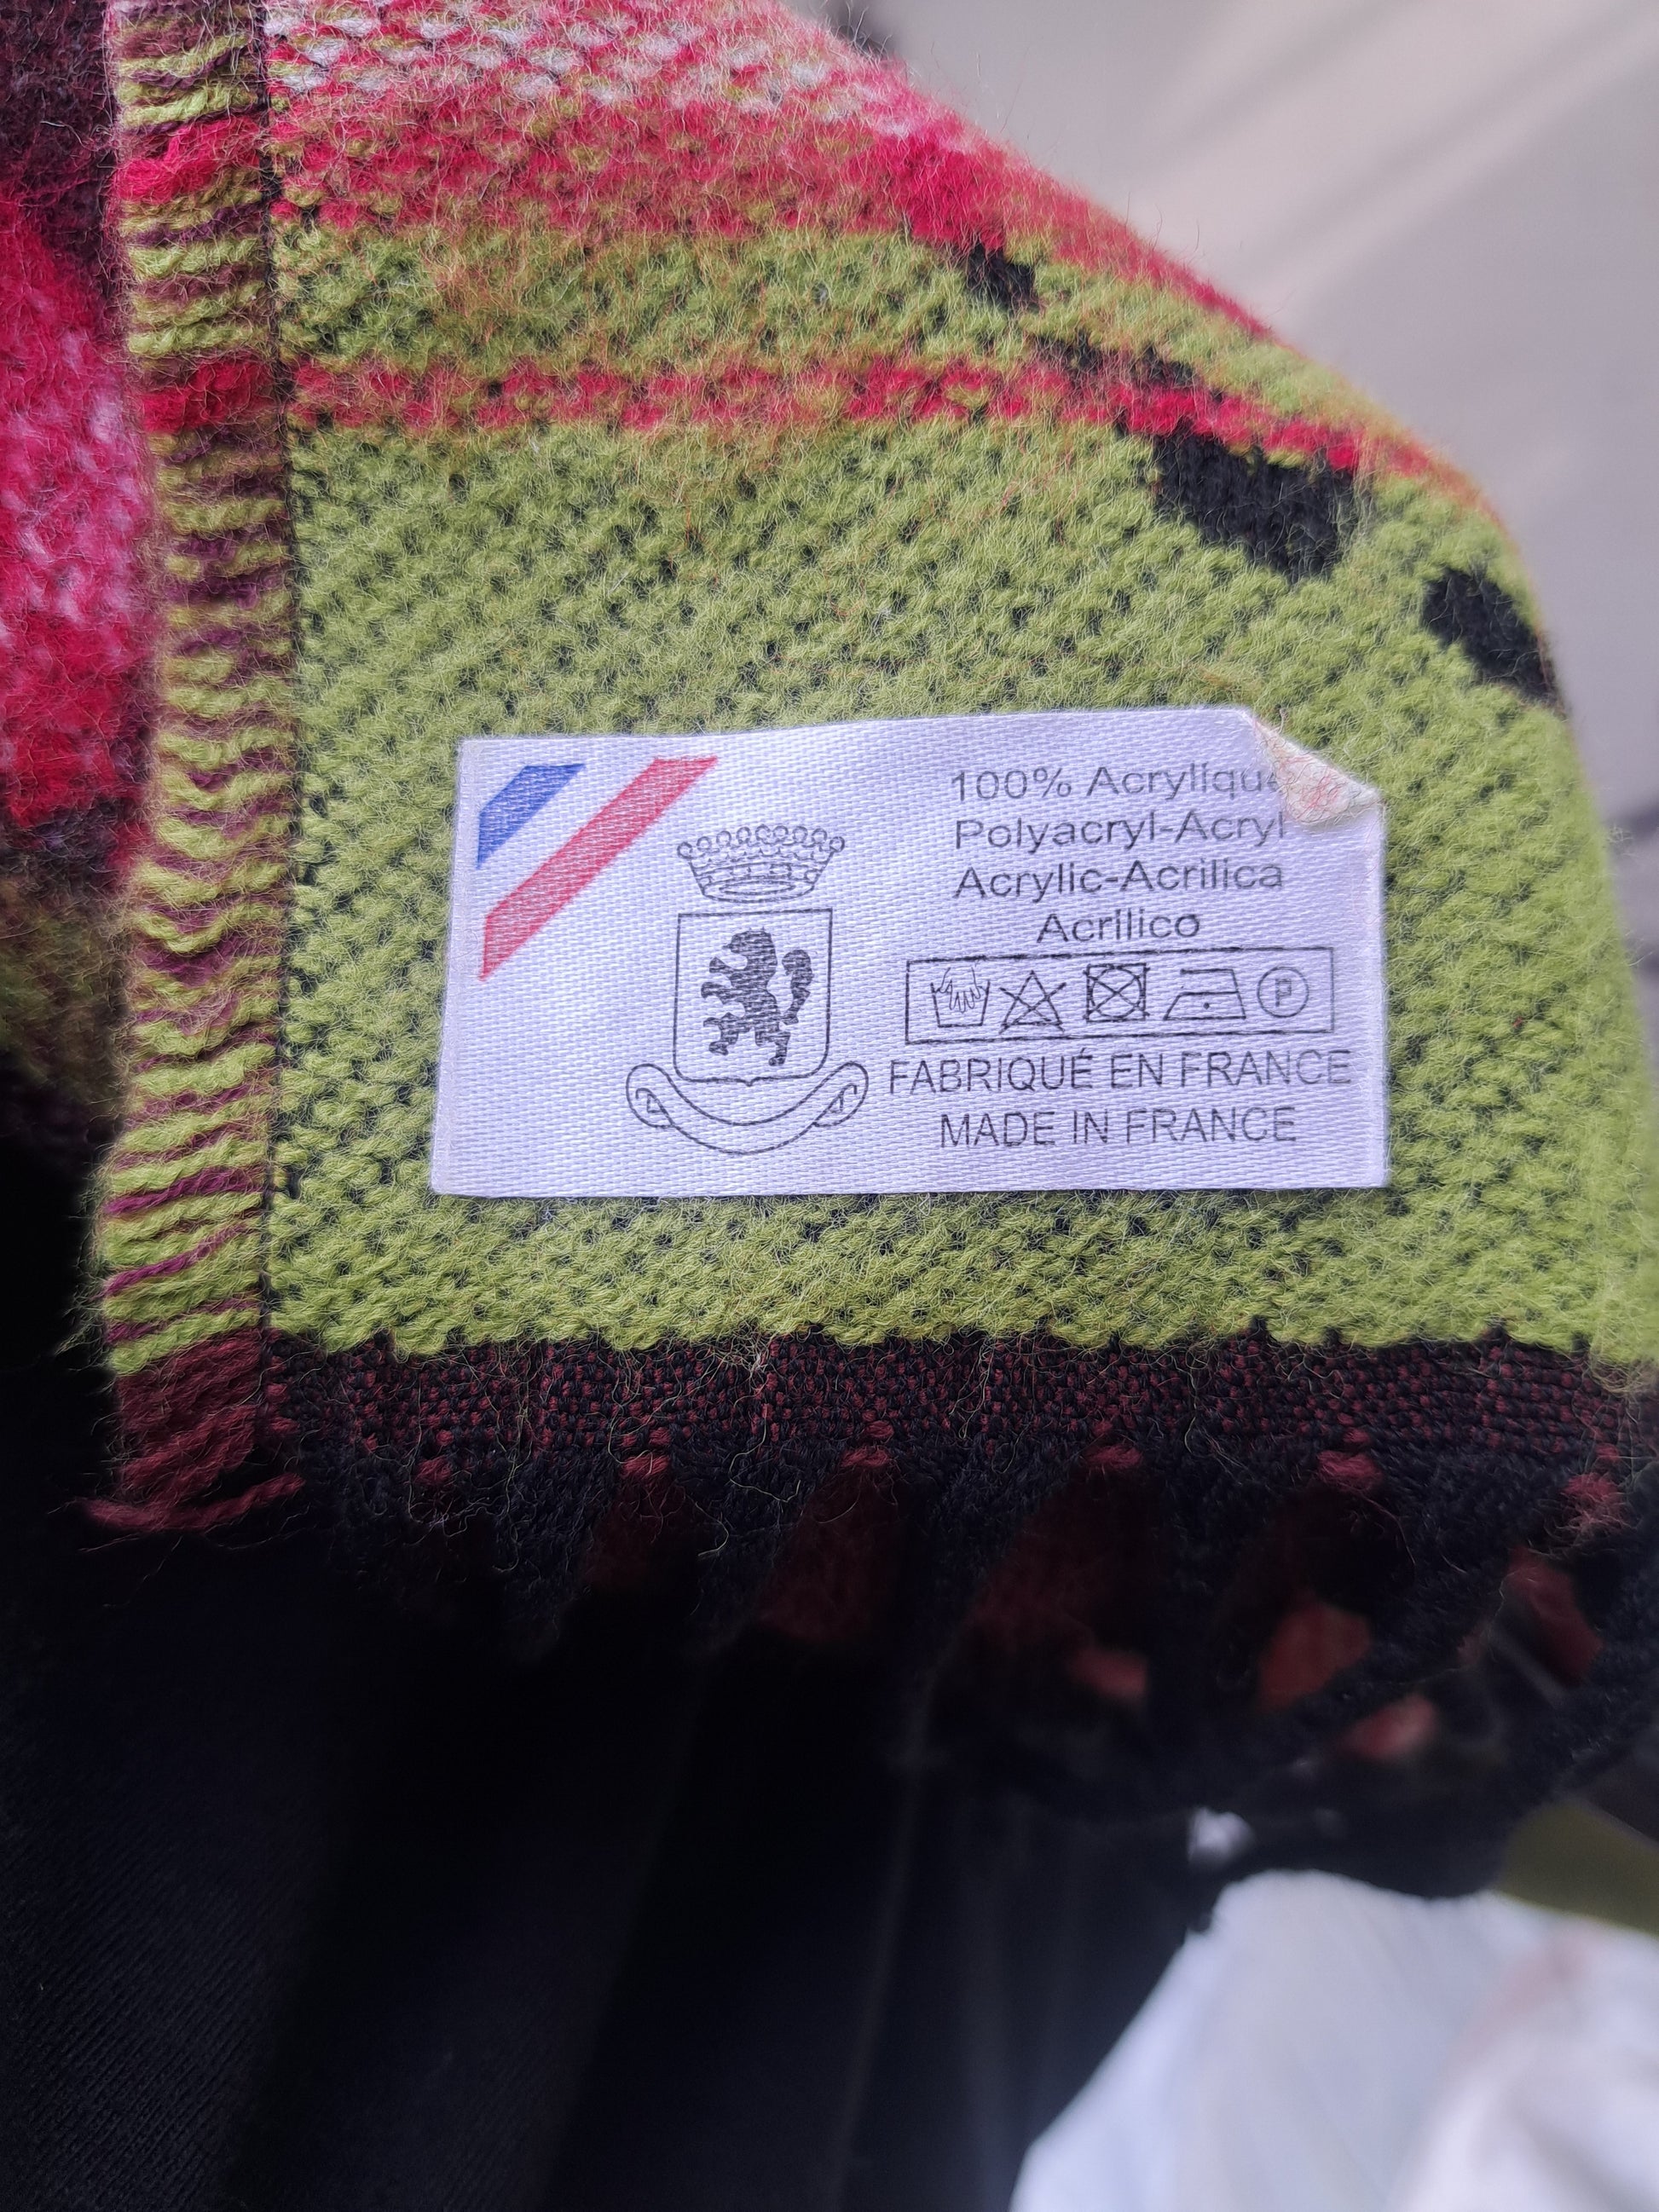 100% Acrylique
Polyacryl-Acryl
Acrylic-Acrilica
Acrilico
P
FABRIQUÉ EN FRANCE
MADE IN FRANCE